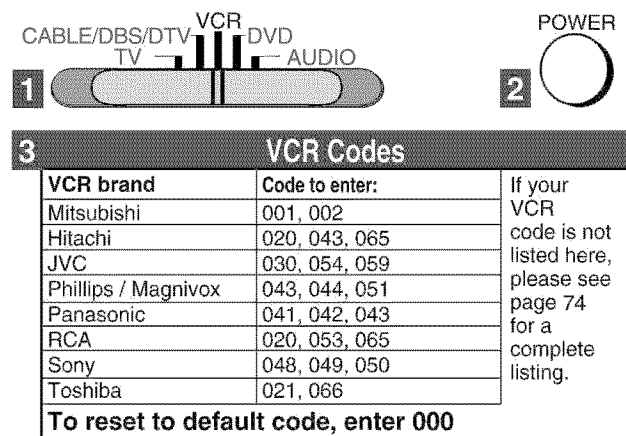 VCR
CABLE/DBS/DTV DVD
TV AUDIO
1
POWER
2
3 VCR Codes
VCR brand Code to enter:
Mitsubishi 001, 002
Hitachi 020, 043, 065
JVC 030, 054, 059
Phillips / Magnivox 043, 044, 051
Panasonic 041, 042, 043
RCA 020, 053, 065
Sony 048, 049, 050
Toshiba 021, 066
If your
VCR
code is not
listed here,
please see
page 74
for a
complete
listing.
To reset to default code, enter 000